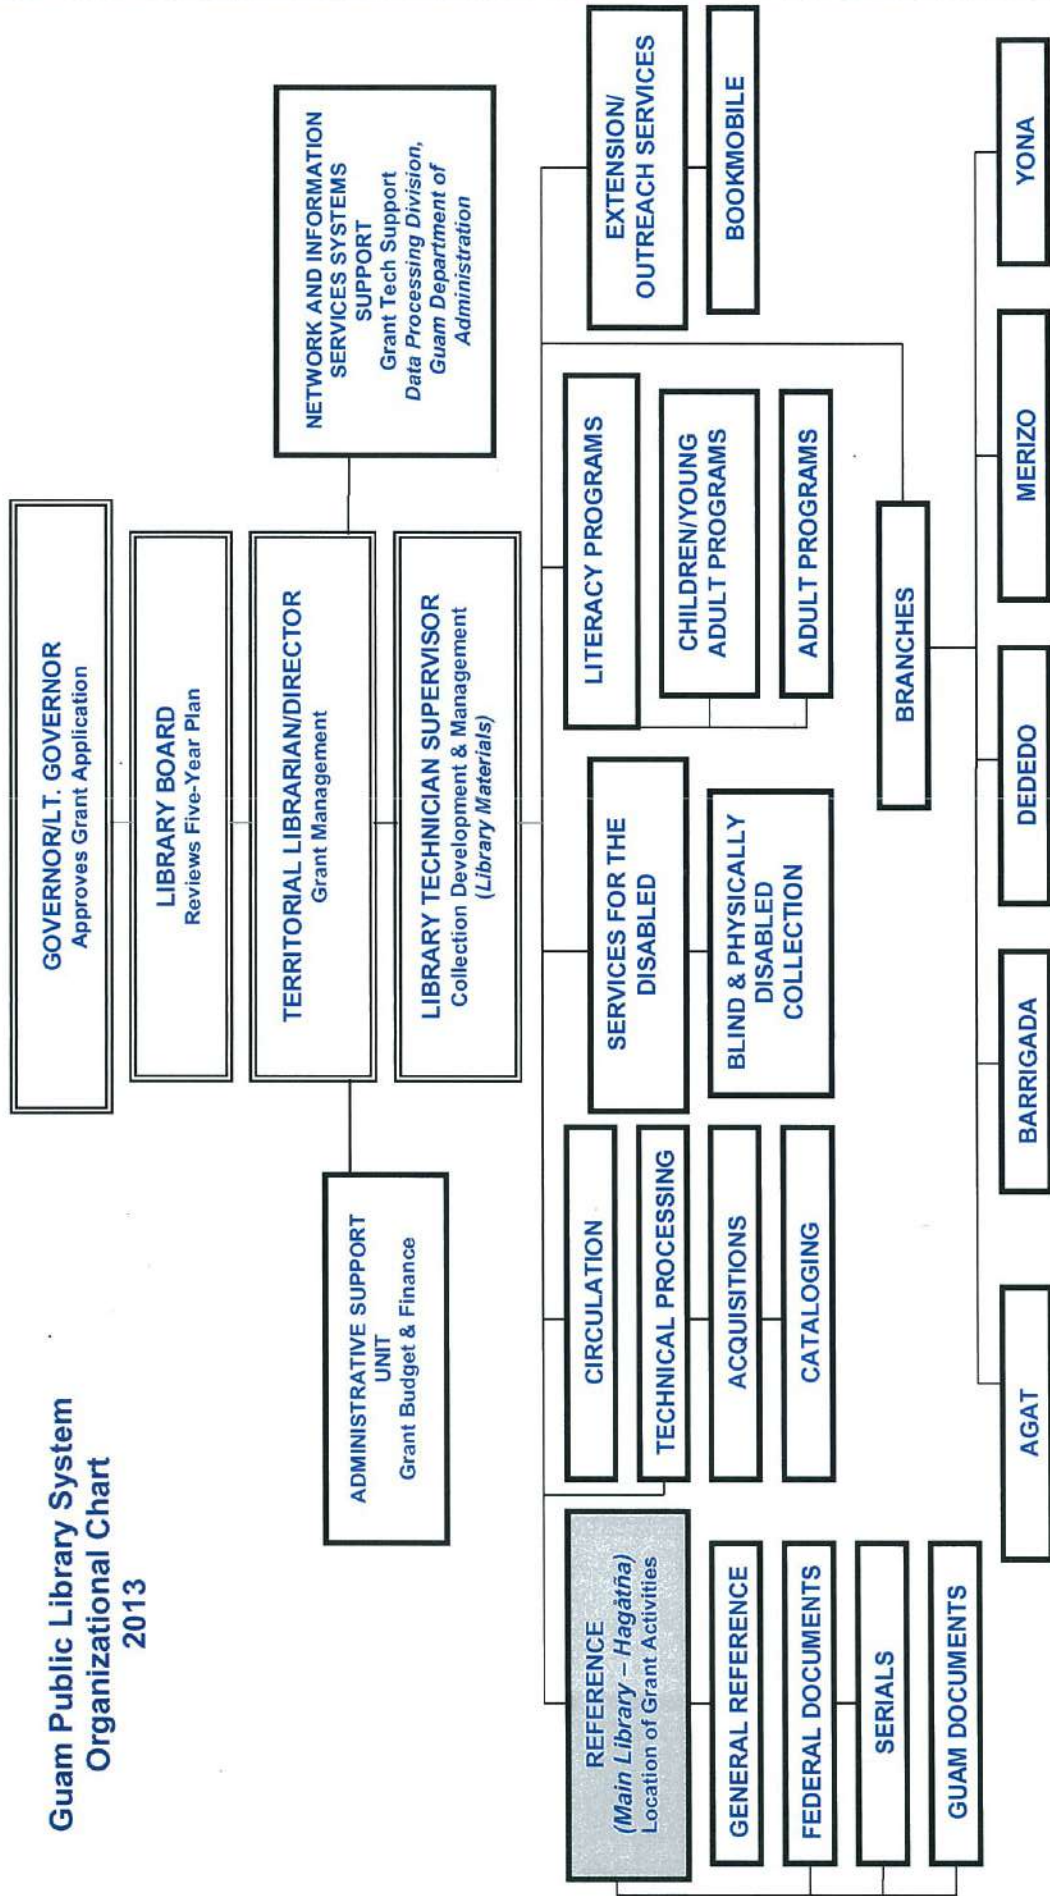 Guam Public Library System
Organizational Chart
2013
GOVERNOR/LT. GOVERNOR
Approves Grant Application
LIBRARY BOARD
Reviews Five-Year Plan
TERRITORIAL LIBRARIAN/DIRECTOR
Grant Management
ADMINISTRATIVE SUPPORT
UNIT
Grant Budget & Finance
NETWORK AND INFORMATION
SERVICES SYSTEMS
SUPPORT
Grant Tech Support
Data Processing Division,
Guam Department of
Administration
LIBRARY TECHNICIAN SUPERVISOR
Collection Development & Management
(Library Materials)
REFERENCE
(Main Library – Hagåtña)
Location of Grant Activities
GENERAL REFERENCE
FEDERAL DOCUMENTS
SERIALS
GUAM DOCUMENTS
CIRCULATION
TECHNICAL PROCESSING
ACQUISITIONS
CATALOGING
SERVICES FOR THE
DISABLED
BLIND & PHYSICALLY
DISABLED
COLLECTION
LITERACY PROGRAMS
CHILDREN/YOUNG
ADULT PROGRAMS
ADULT PROGRAMS
EXTENSION/
OUTREACH SERVICES
BOOKMOBILE
BRANCHES
AGAT
BARRIGADA
DEDEDO
MERIZO
YONA